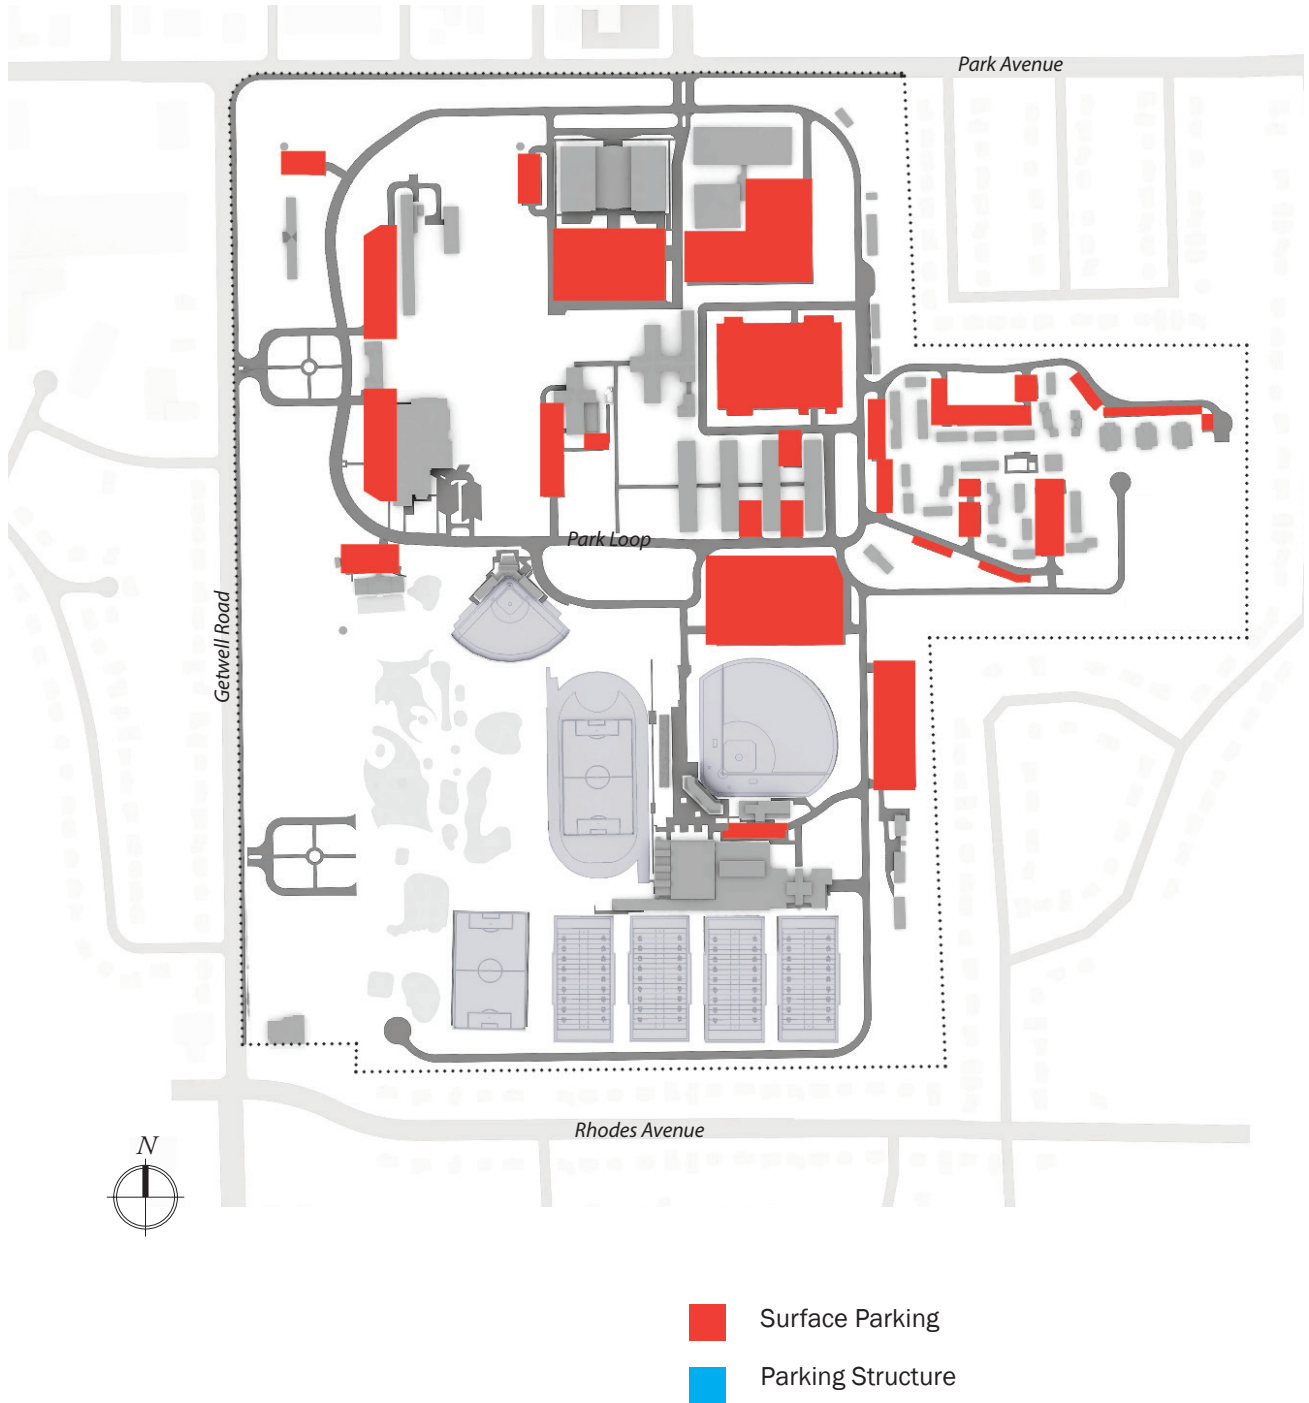 Park Avenue
Park Loop
Getwell Road
Rhodes Avenue
N
Surface Parking
Parking Structure